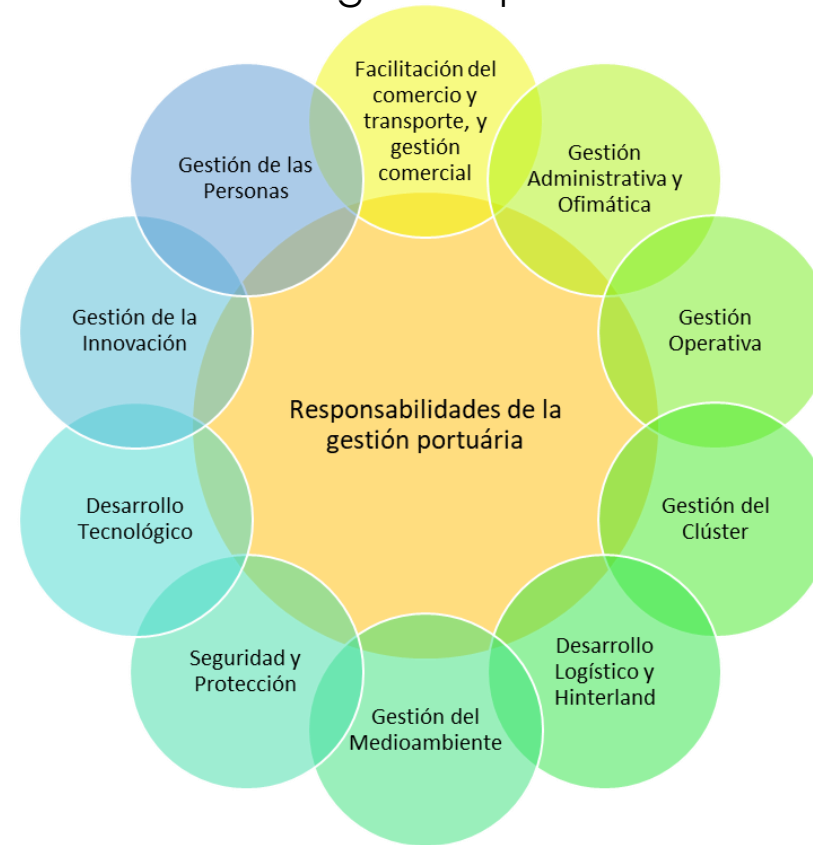 Facilitación del
comercio y
transporte, y
gestión
comercial
Gestión
Administrativa y
Ofimática
Gestión
Operativa
Gestión del
Clúster
Desarrollo
Logístico y
Hinterland
Gestión del
Medioambiente
Seguridad y
Protección
Desarrollo
Tecnológico
Gestión de la
Innovación
Gestión de las
Personas
Responsabilidades de la
gestión portuária